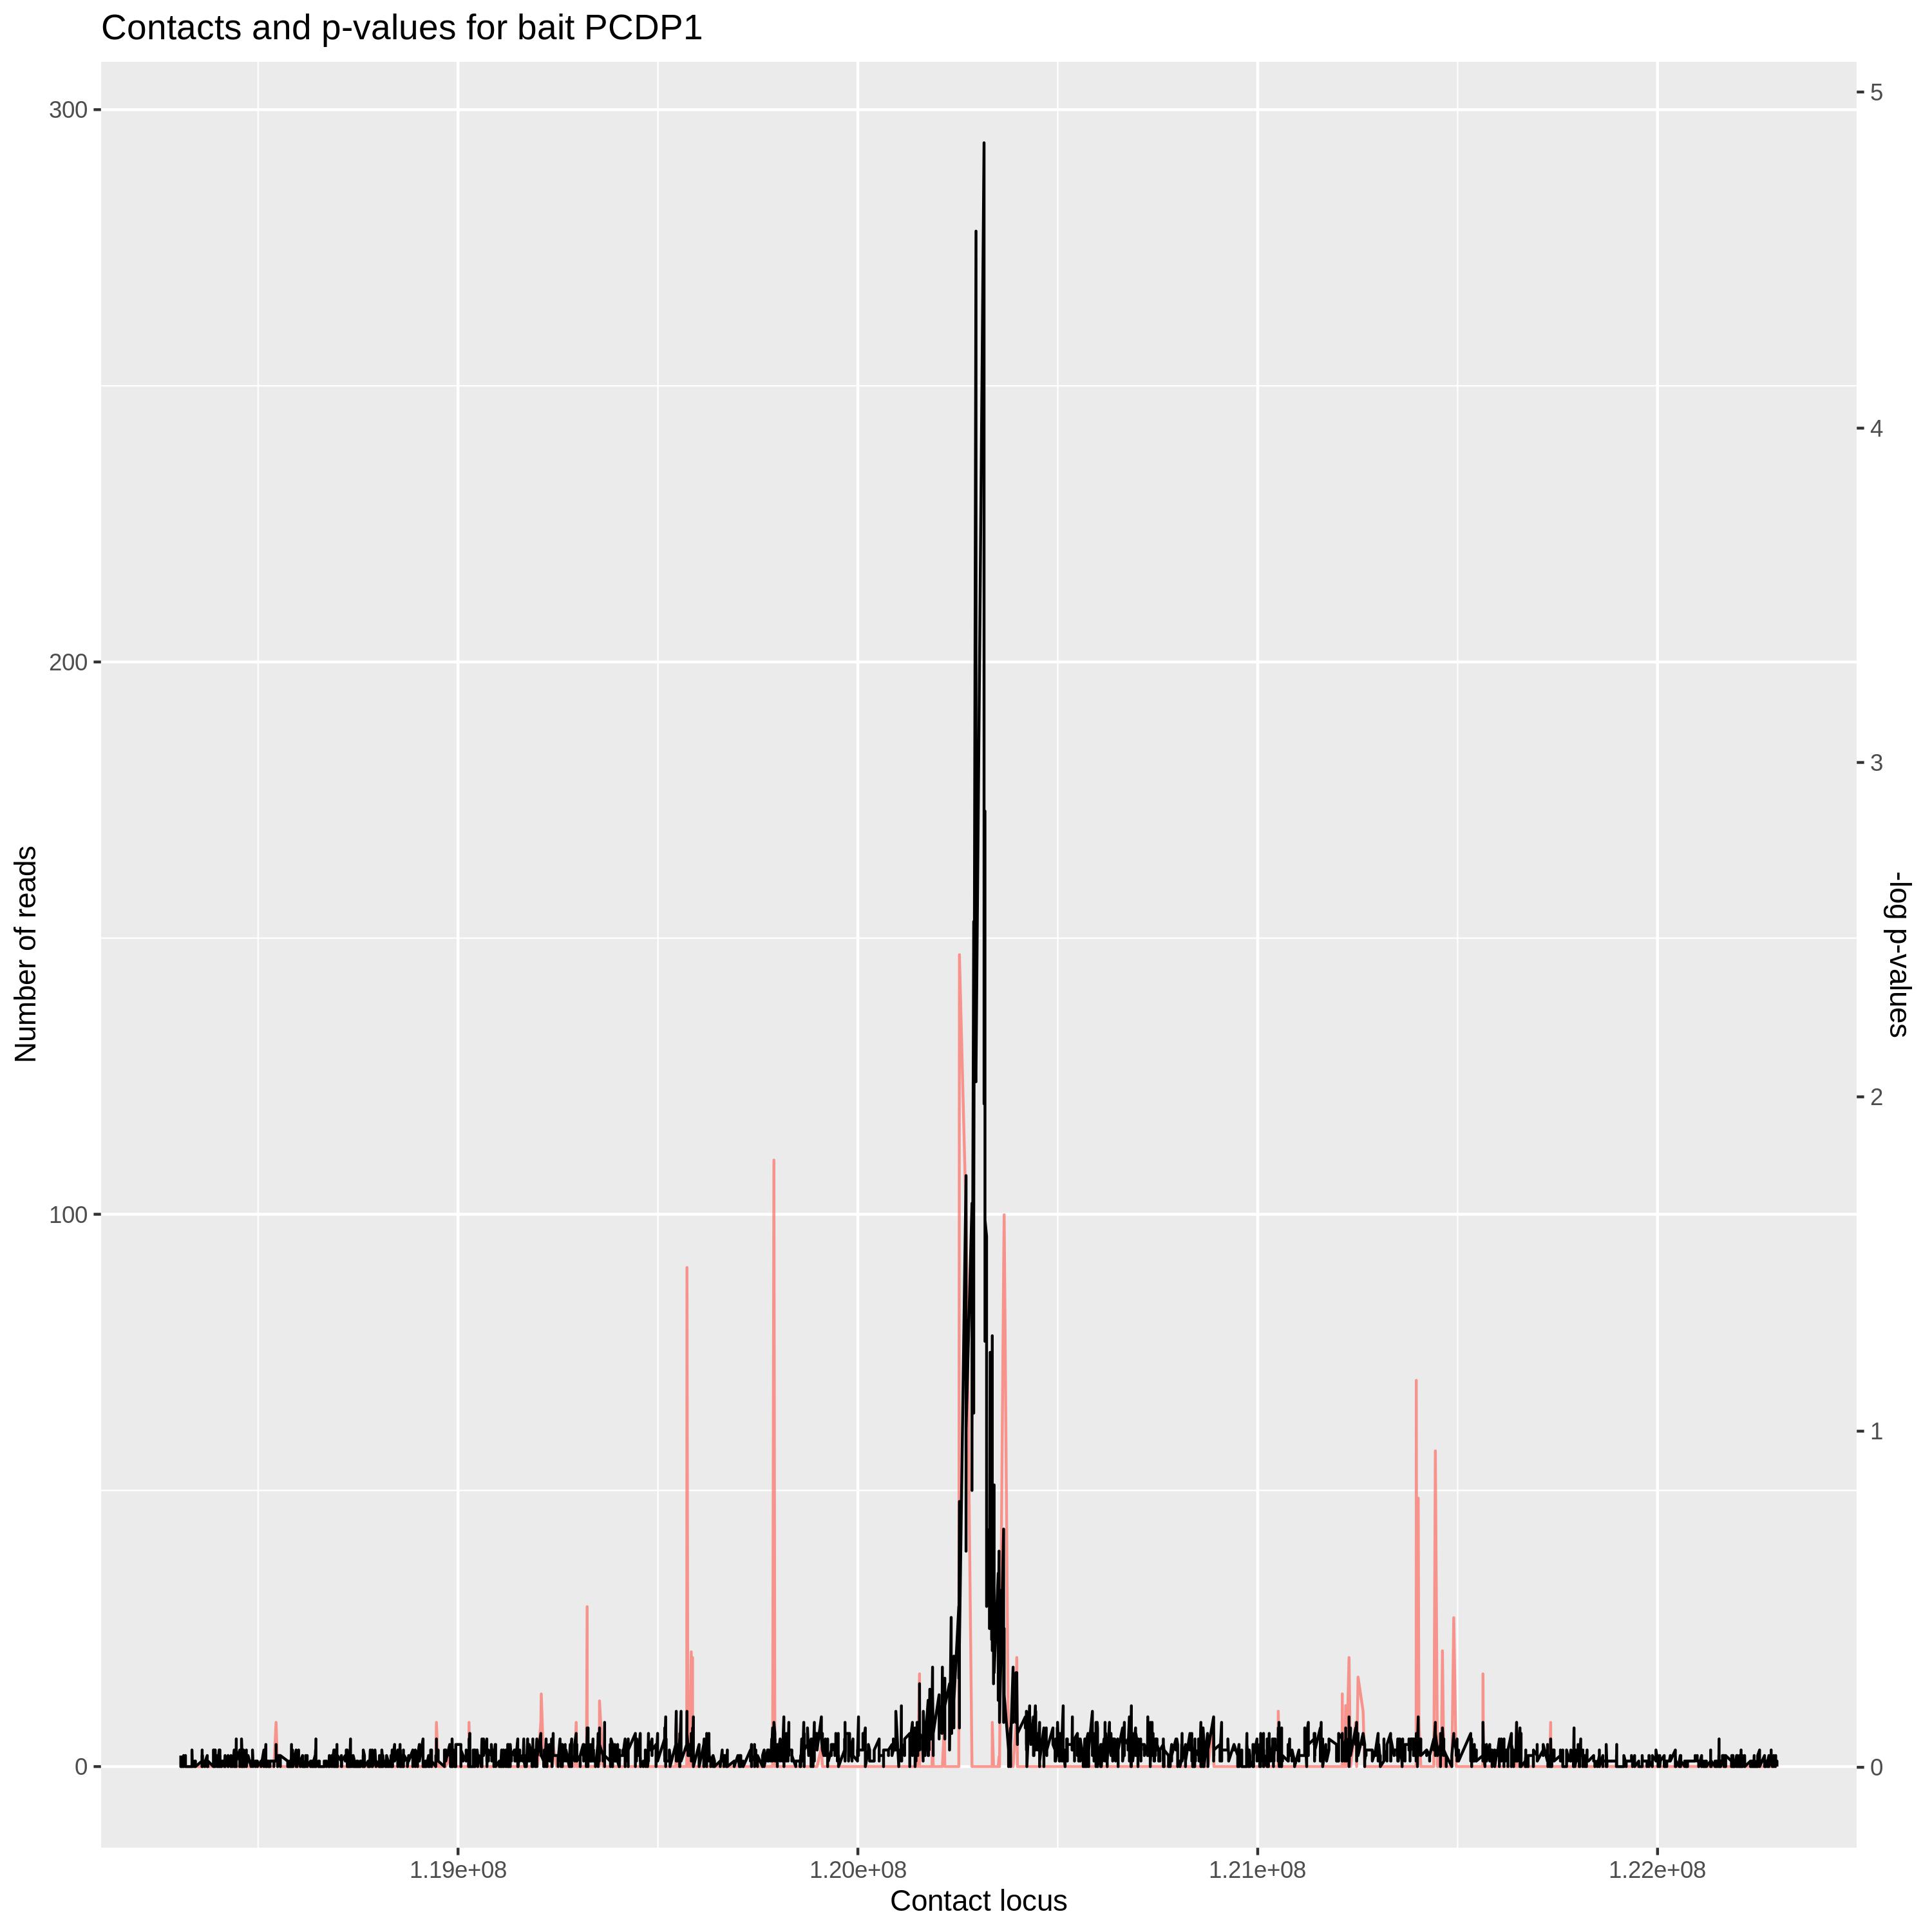 Contacts and p-values for bait PCDP1
300
200
100
0
Number of reads
5
4
3
2
1
0
-log p-values
1.19e+08
1.20e+08
1.21e+08
1.22e+08
Contact locus